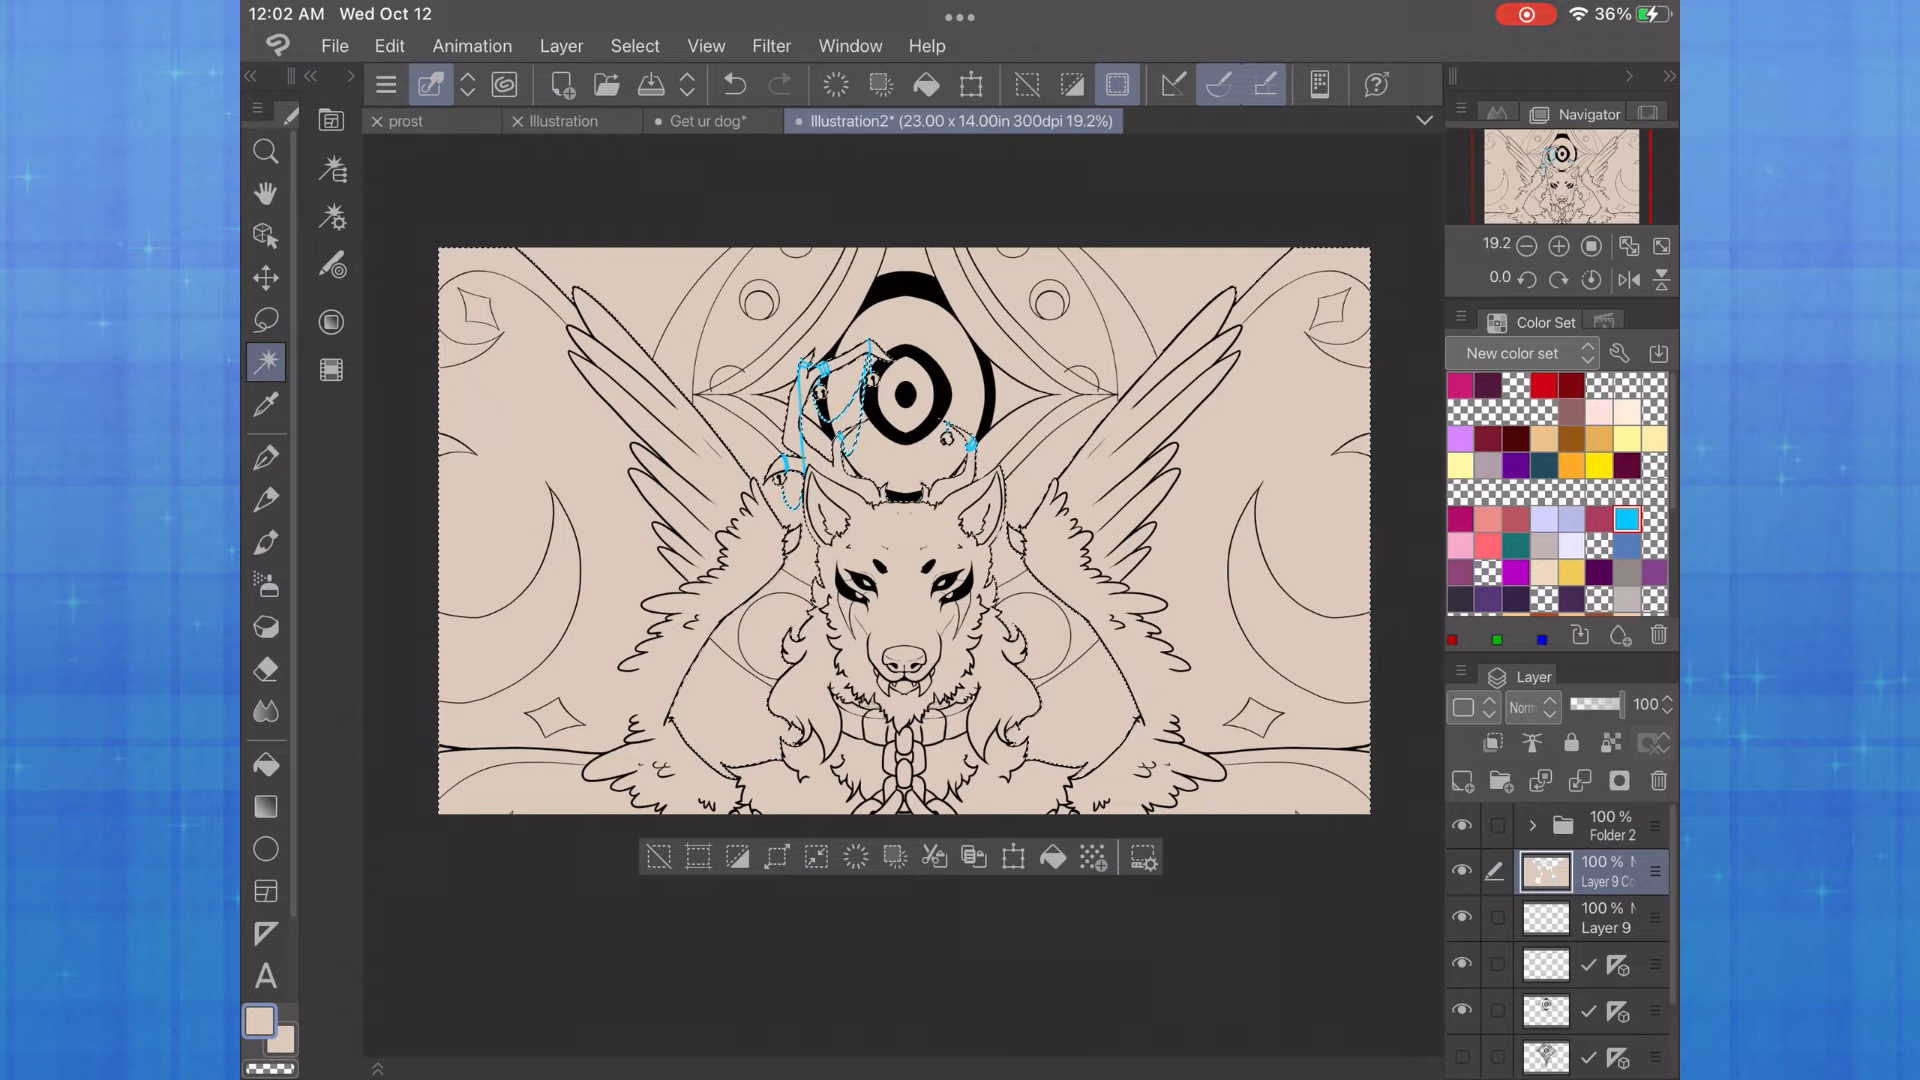 12:02 AM Wed Oct 12
36%
File Edit Animation Layer Select View Filter Window Help
prost
Illustration
Get ur dog*
Illustration2* (23.00 x 14.00in 300dpi 19.2%)
Navigator
19.2
0.0
Color Set
New color set
Layer
Norm
100
100 %
Folder 2
100 % N
Layer 9 Co
100 % N
Layer 9
A